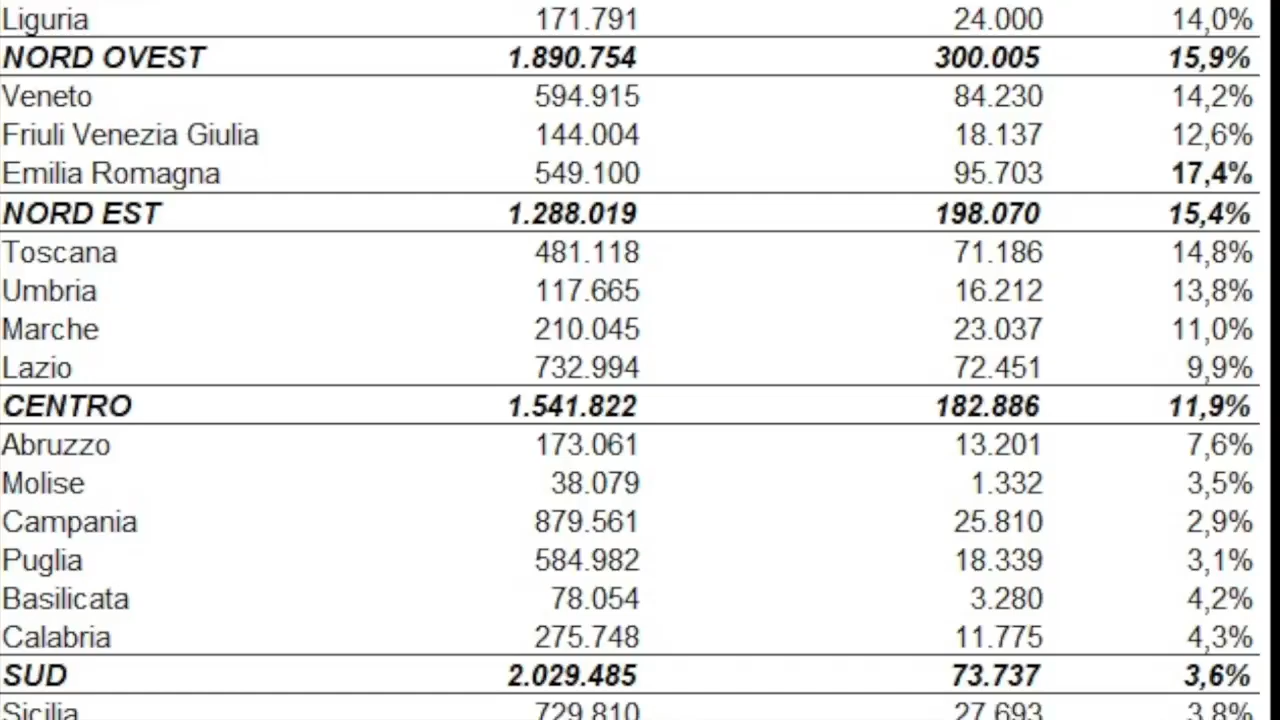 Liguria 171.791 24.000 14,0%
NORD OVEST 1.890.754 300.005 15,9%
Veneto 594.915 84.230 14,2%
Friuli Venezia Giulia 144.004 18.137 12,6%
Emilia Romagna 549.100 95.703 17,4%
NORD EST 1.288.019 198.070 15,4%
Toscana 481.118 71.186 14,8%
Umbria 117.665 16.212 13,8%
Marche 210.045 23.037 11,0%
Lazio 732.994 72.451 9,9%
CENTRO 1.541.822 182.886 11,9%
Abruzzo 173.061 13.201 7,6%
Molise 38.079 1.332 3,5%
Campania 879.561 25.810 2,9%
Puglia 584.982 18.339 3,1%
Basilicata 78.054 3.280 4,2%
Calabria 275.748 11.775 4,3%
SUD 2.029.485 73.737 3,6%
Sicilia 729.810 27.693 3,8%